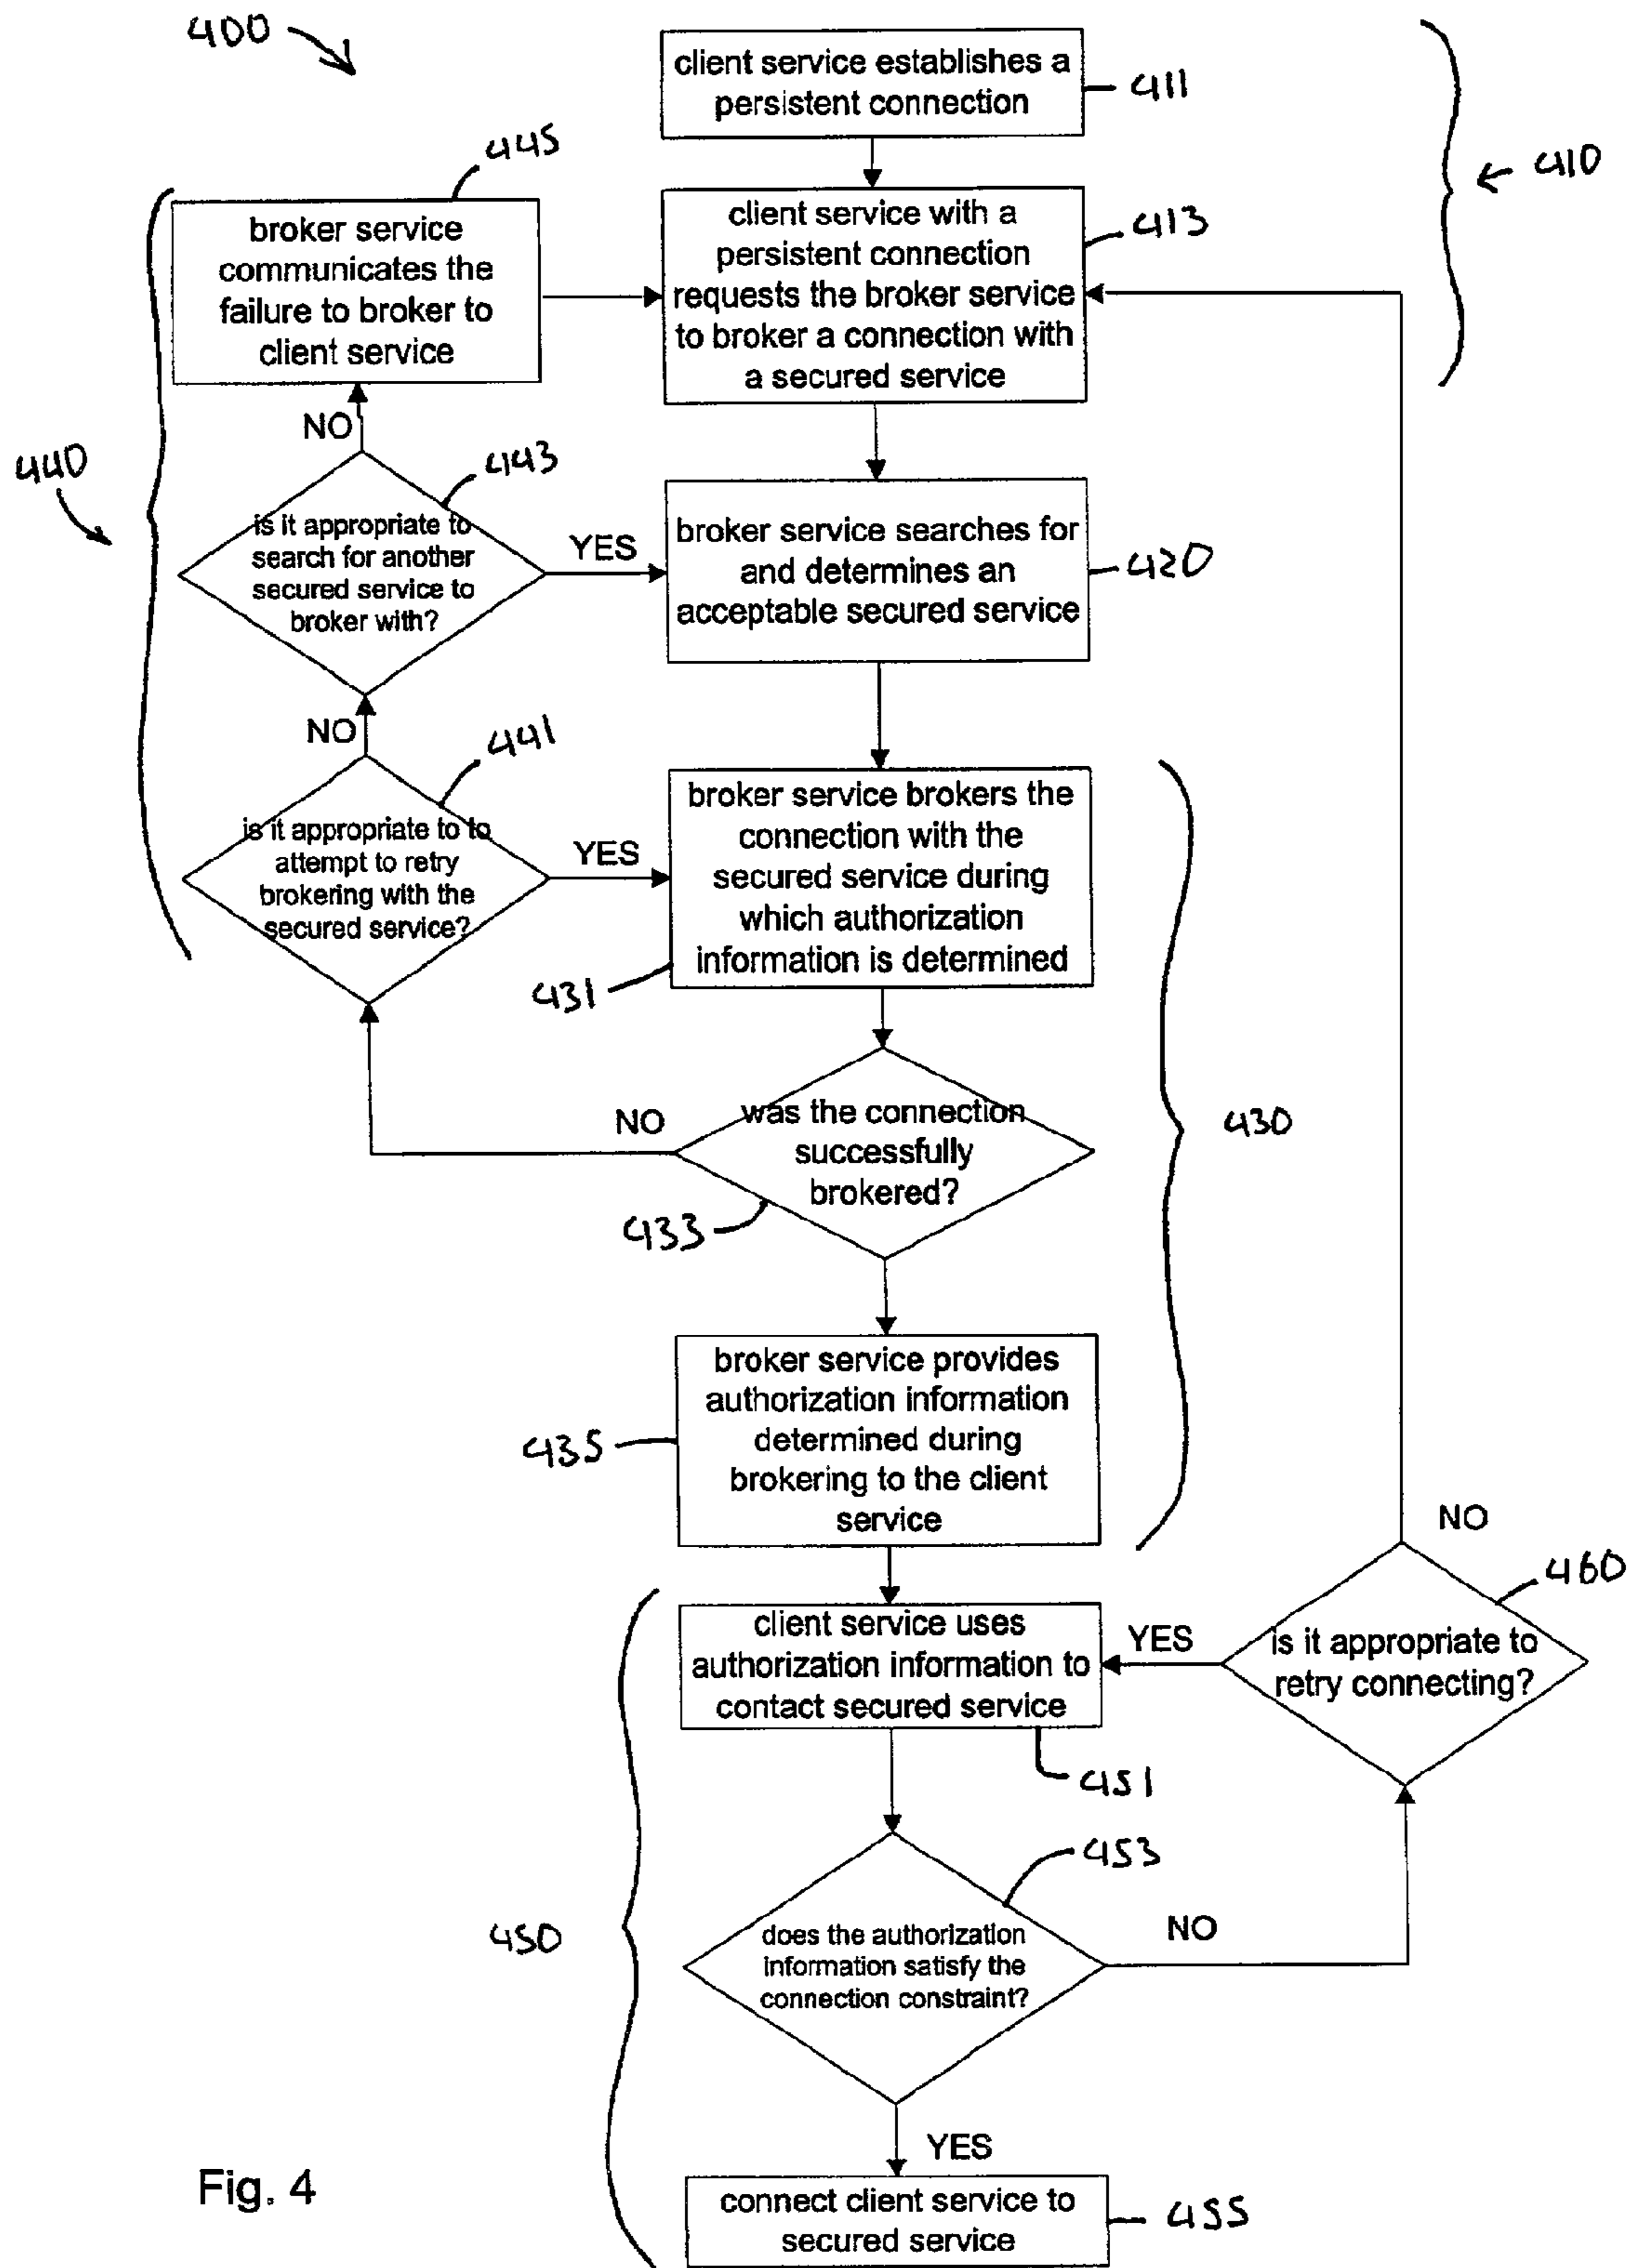 400
client service establishes a
persistent connection
411
410
445
broker service
communicates the
failure to broker to
client service
client service with a
persistent connection
requests the broker service
to broker a connection with
a secured service
413
NO
440
443
is it appropriate to
search for another
secured service to
broker with?
YES
broker service searches for
and determines an
acceptable secured service
420
NO
441
is it appropriate to to
attempt to retry
brokering with the
secured service?
YES
broker service brokers the
connection with the
secured service during
which authorization
information is determined
431
430
NO
was the connection
successfully
brokered?
433
broker service provides
authorization information
determined during
brokering to the client
service
435
NO
460
client service uses
authorization information to
contact secured service
YES
is it appropriate to
retry connecting?
451
453
450
does the authorization
information satisfy the
connection constraint?
NO
YES
Fig. 4
connect client service to
secured service
455